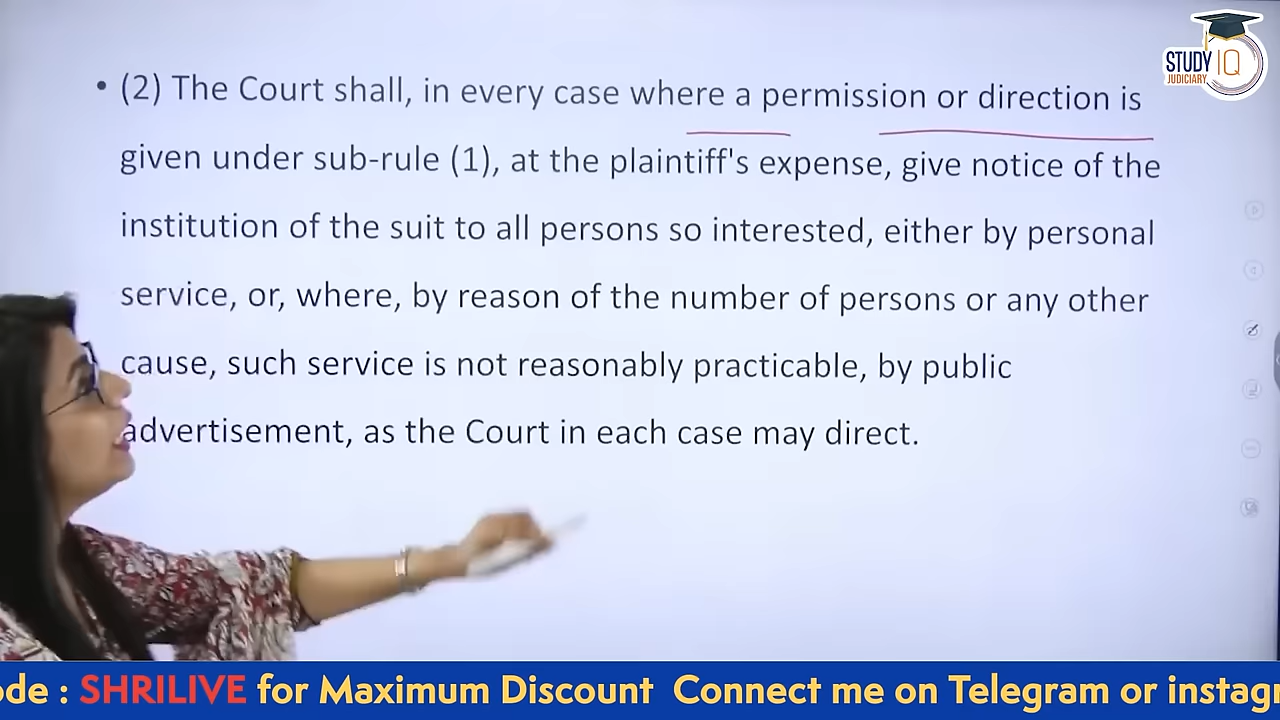 STUDY IQ
JUDICIARY
• (2) The Court shall, in every case where a permission or direction is
given under sub-rule (1), at the plaintiff's expense, give notice of the
institution of the suit to all persons so interested, either by personal
service, or, where, by reason of the number of persons or any other
cause, such service is not reasonably practicable, by public
advertisement, as the Court in each case may direct.
ode : SHRILIVE for Maximum Discount Connect me on Telegram or instagr